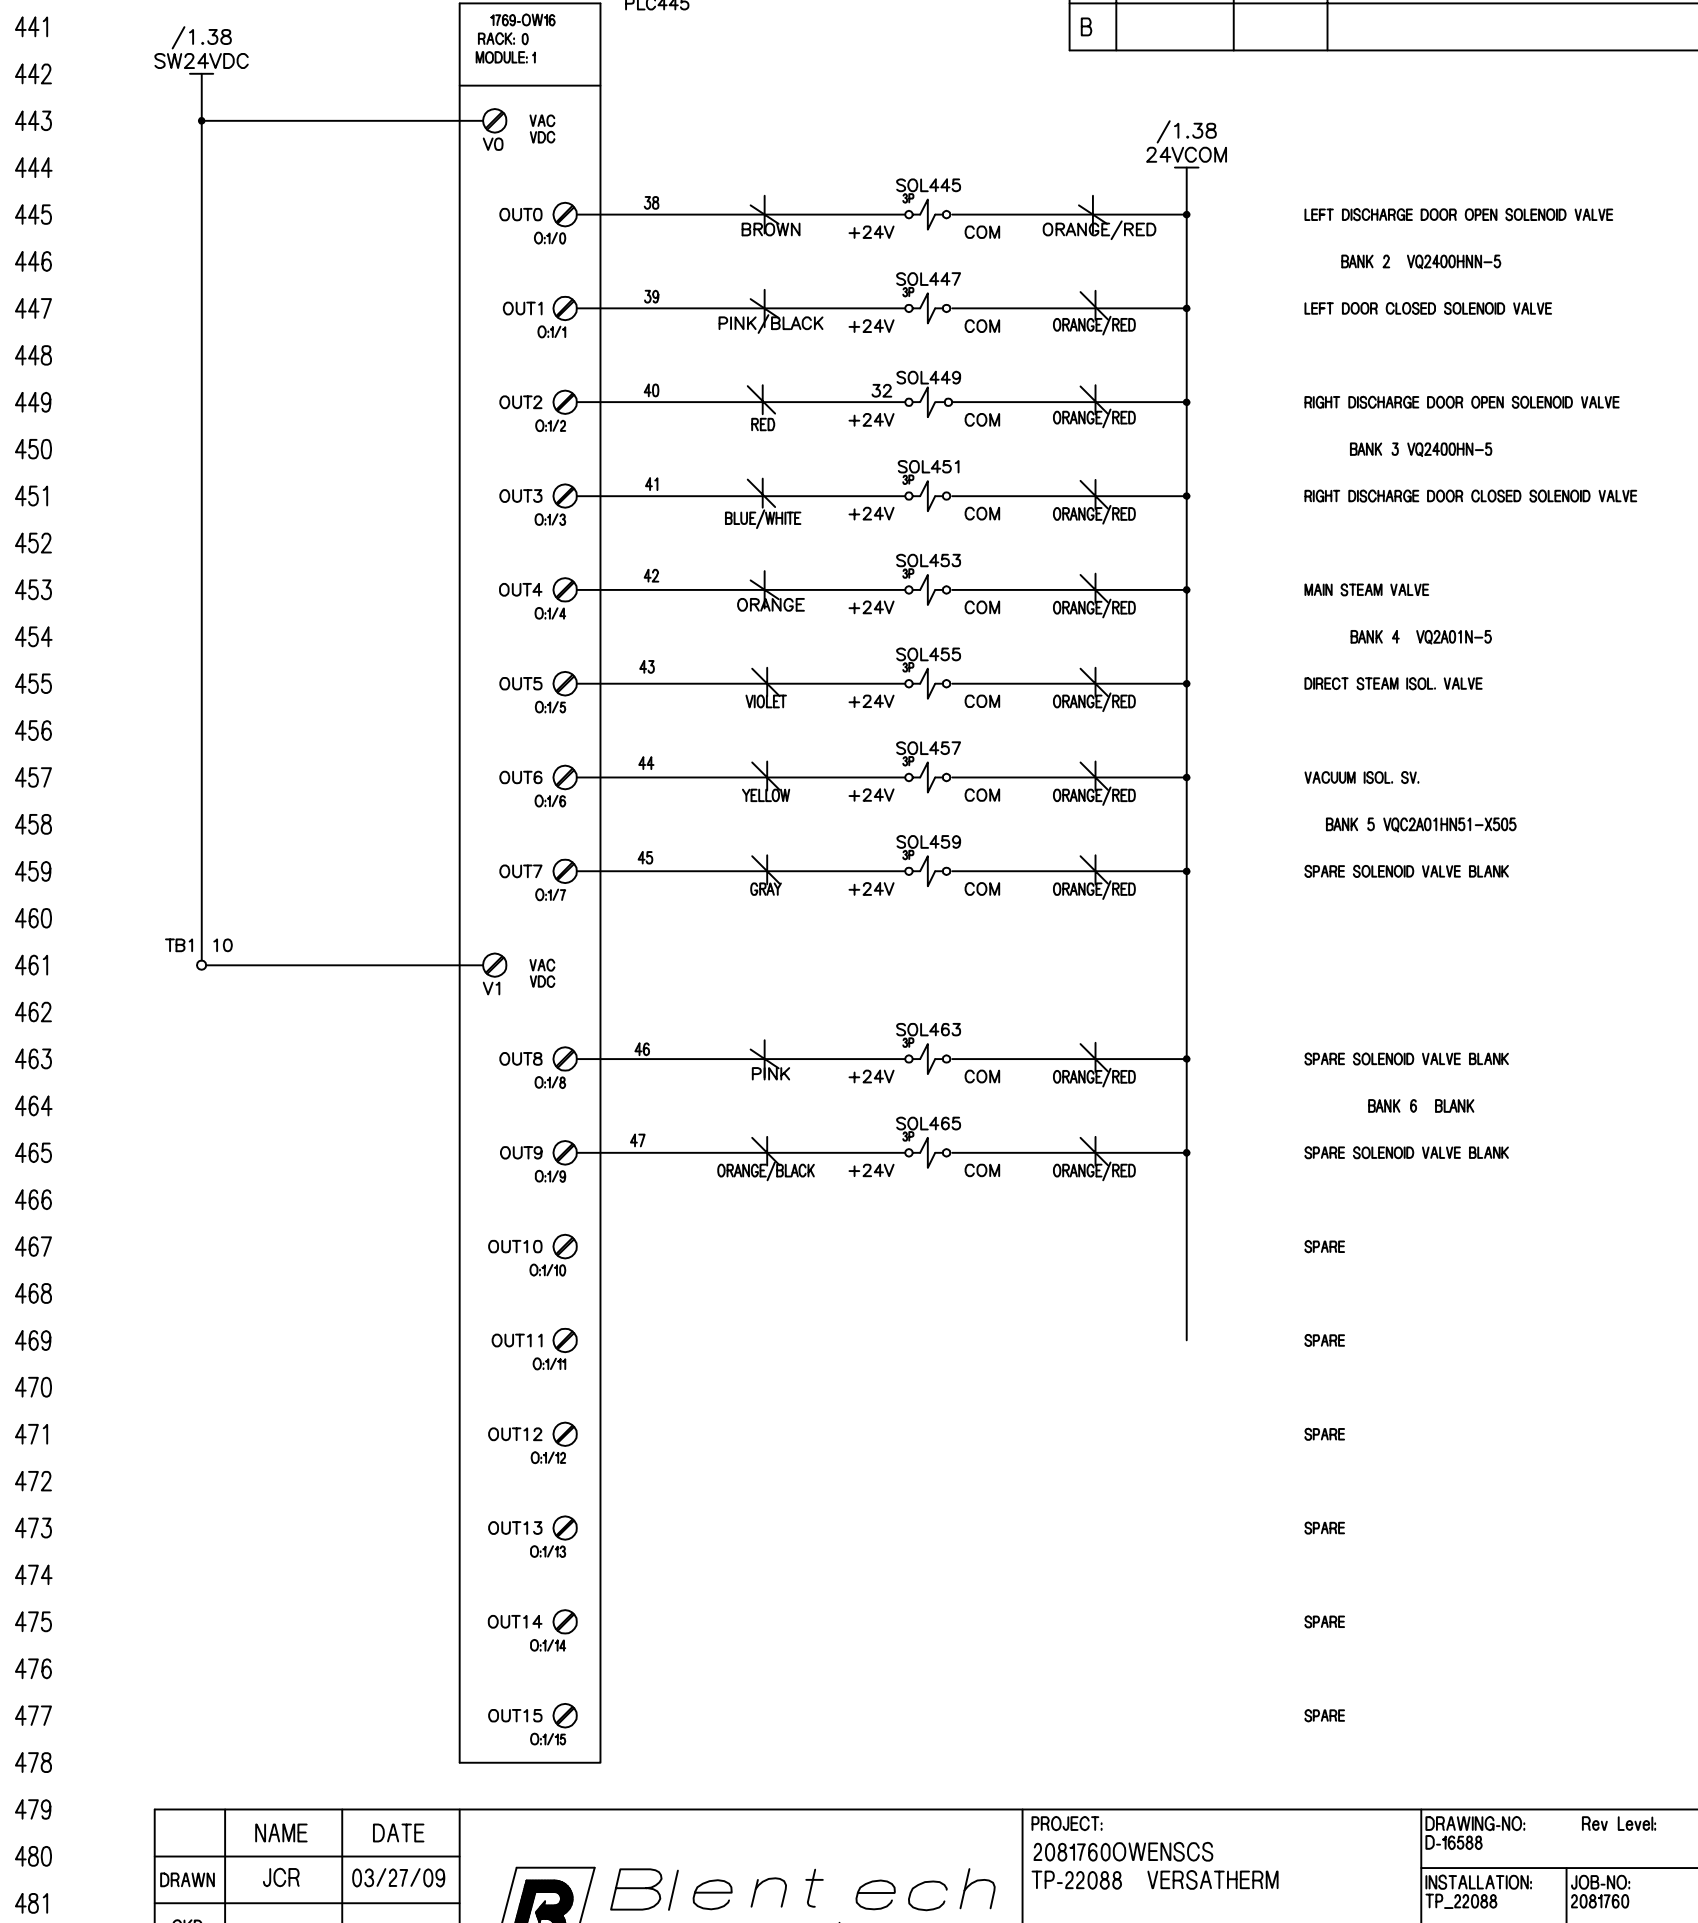 PLC445
441
/1.38
SW24VDC
1769-OW16
RACK: 0
MODULE: 1
B
442
443
V0
VAC
VDC
/1.38
24VCOM
444
445
OUT0
O:1/0
38
BROWN
SOL445
3P
+24V
COM
ORANGE/RED
LEFT DISCHARGE DOOR OPEN SOLENOID VALVE
446
BANK 2 VQ2400HNN-5
447
OUT1
O:1/1
39
PINK/BLACK
SOL447
3P
+24V
COM
ORANGE/RED
LEFT DOOR CLOSED SOLENOID VALVE
448
449
OUT2
O:1/2
40
RED
32
SOL449
+24V
COM
ORANGE/RED
RIGHT DISCHARGE DOOR OPEN SOLENOID VALVE
450
BANK 3 VQ2400HN-5
451
OUT3
O:1/3
41
BLUE/WHITE
SOL451
3P
+24V
COM
ORANGE/RED
RIGHT DISCHARGE DOOR CLOSED SOLENOID VALVE
452
453
OUT4
O:1/4
42
ORANGE
SOL453
3P
+24V
COM
ORANGE/RED
MAIN STEAM VALVE
454
BANK 4 VQ2A01N-5
455
OUT5
O:1/5
43
VIOLET
SOL455
3P
+24V
COM
ORANGE/RED
DIRECT STEAM ISOL. VALVE
456
457
OUT6
O:1/6
44
YELLOW
SOL457
3P
+24V
COM
ORANGE/RED
VACUUM ISOL. SV.
458
BANK 5 VQC2A01HN51-X505
459
OUT7
O:1/7
45
GRAY
SOL459
3P
+24V
COM
ORANGE/RED
SPARE SOLENOID VALVE BLANK
460
TB1 10
461
V1
VAC
VDC
462
463
OUT8
O:1/8
46
PINK
SOL463
3P
+24V
COM
ORANGE/RED
SPARE SOLENOID VALVE BLANK
464
BANK 6 BLANK
465
OUT9
O:1/9
47
ORANGE/BLACK
SOL465
3P
+24V
COM
ORANGE/RED
SPARE SOLENOID VALVE BLANK
466
467
OUT10
O:1/10
SPARE
468
469
OUT11
O:1/11
SPARE
470
471
OUT12
O:1/12
SPARE
472
473
OUT13
O:1/13
SPARE
474
475
OUT14
O:1/14
SPARE
476
477
OUT15
O:1/15
SPARE
478
479
480
481
NAME DATE
DRAWN JCR 03/27/09
Blentech
PROJECT:
2081760OWENSCS
TP-22088 VERSATHERM
DRAWING-NO: Rev Level:
D-16588
INSTALLATION:
TP_22088
JOB-NO:
2081760